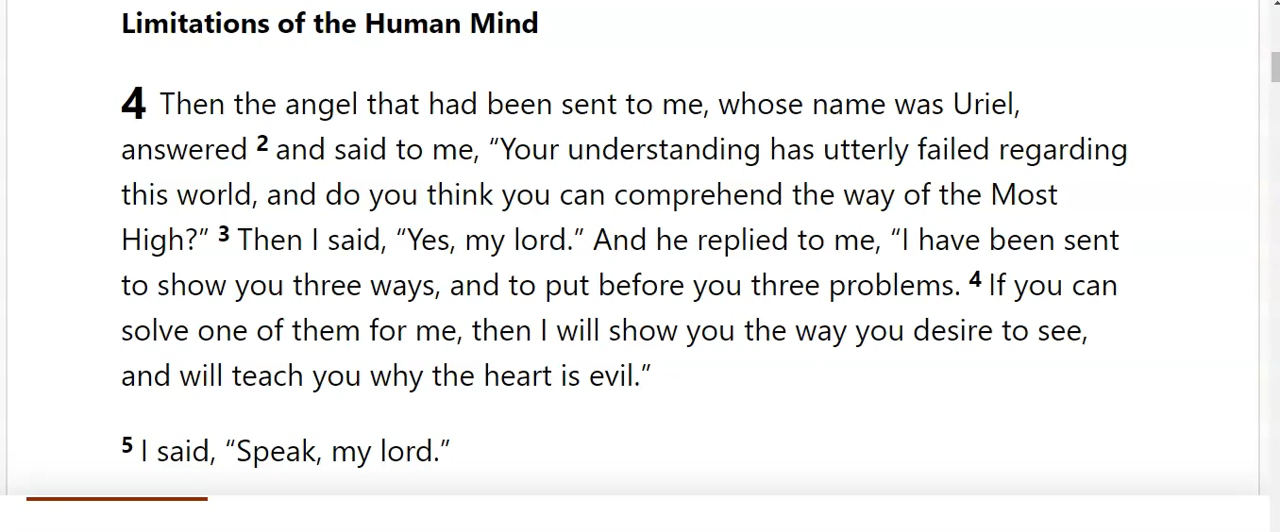 Limitations of the Human Mind
4 Then the angel that had been sent to me, whose name was Uriel,
answered 2 and said to me, “Your understanding has utterly failed regarding
this world, and do you think you can comprehend the way of the Most
High?” 3 Then I said, “Yes, my lord.” And he replied to me, “I have been sent
to show you three ways, and to put before you three problems. 4 If you can
solve one of them for me, then I will show you the way you desire to see,
and will teach you why the heart is evil.”
5 I said, “Speak, my lord.”